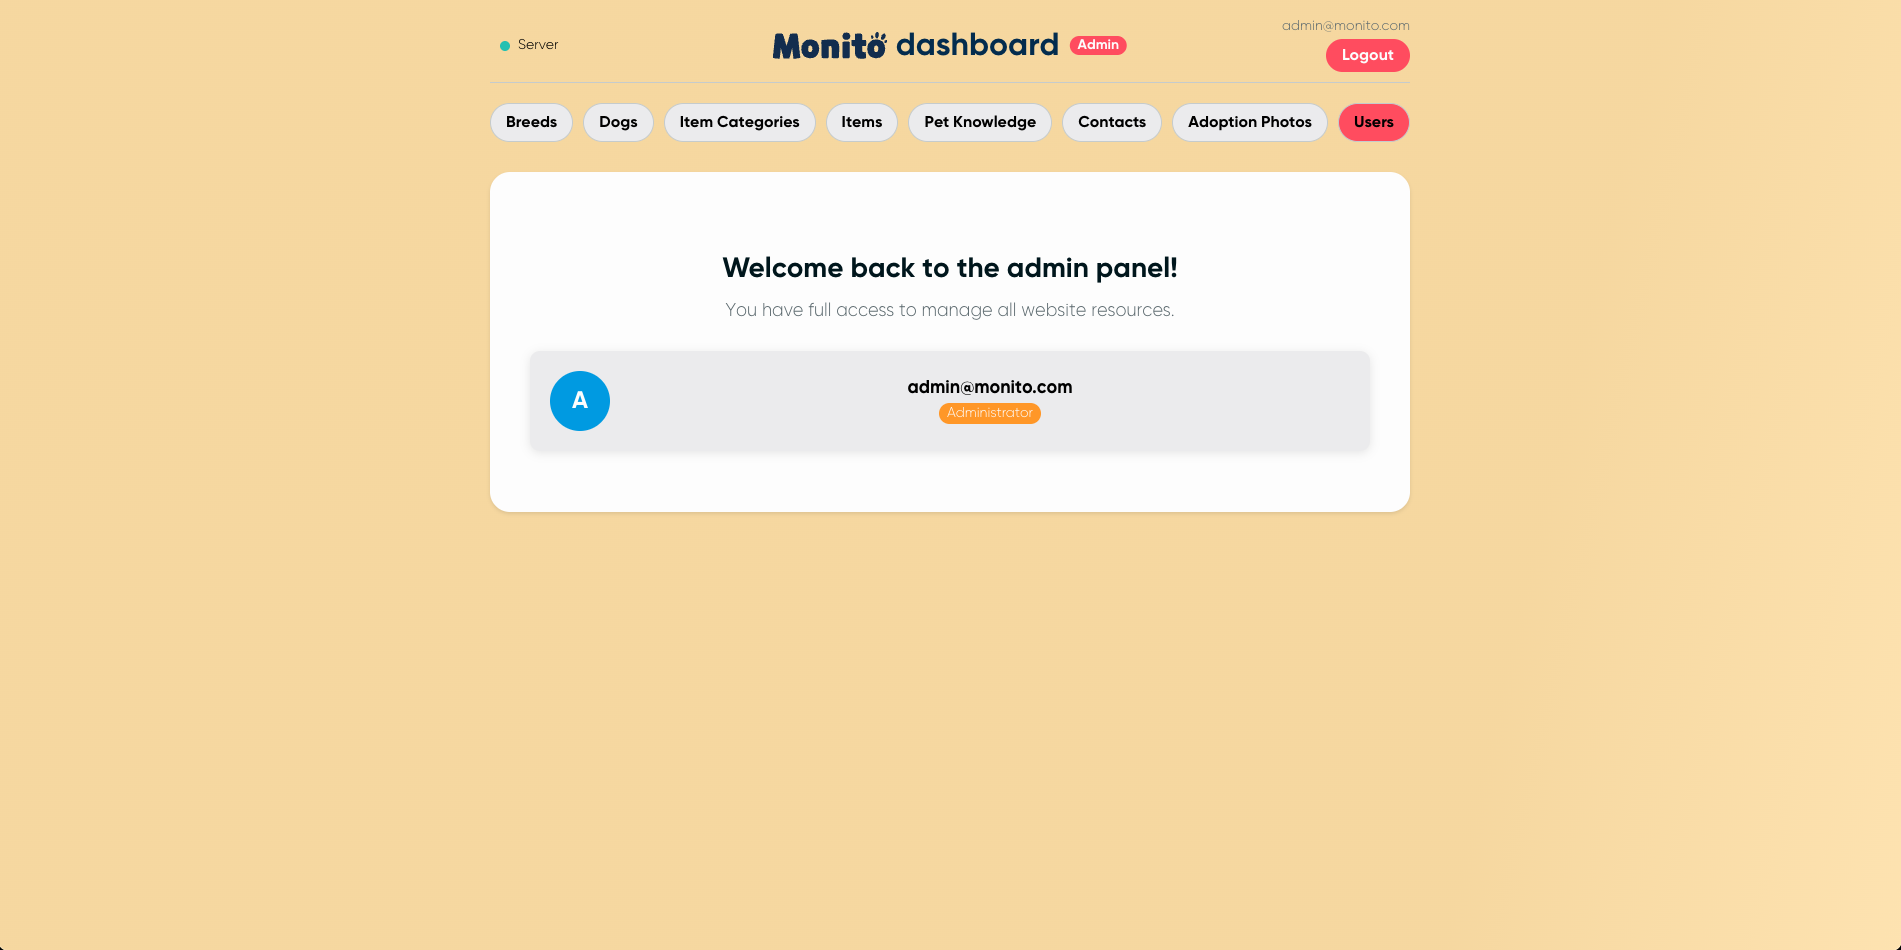 Server
Monito dashboard Admin
admin@monito.com
Logout
Breeds Dogs Item Categories Items Pet Knowledge Contacts Adoption Photos Users
Welcome back to the admin panel!
You have full access to manage all website resources.
A
admin@monito.com
Administrator